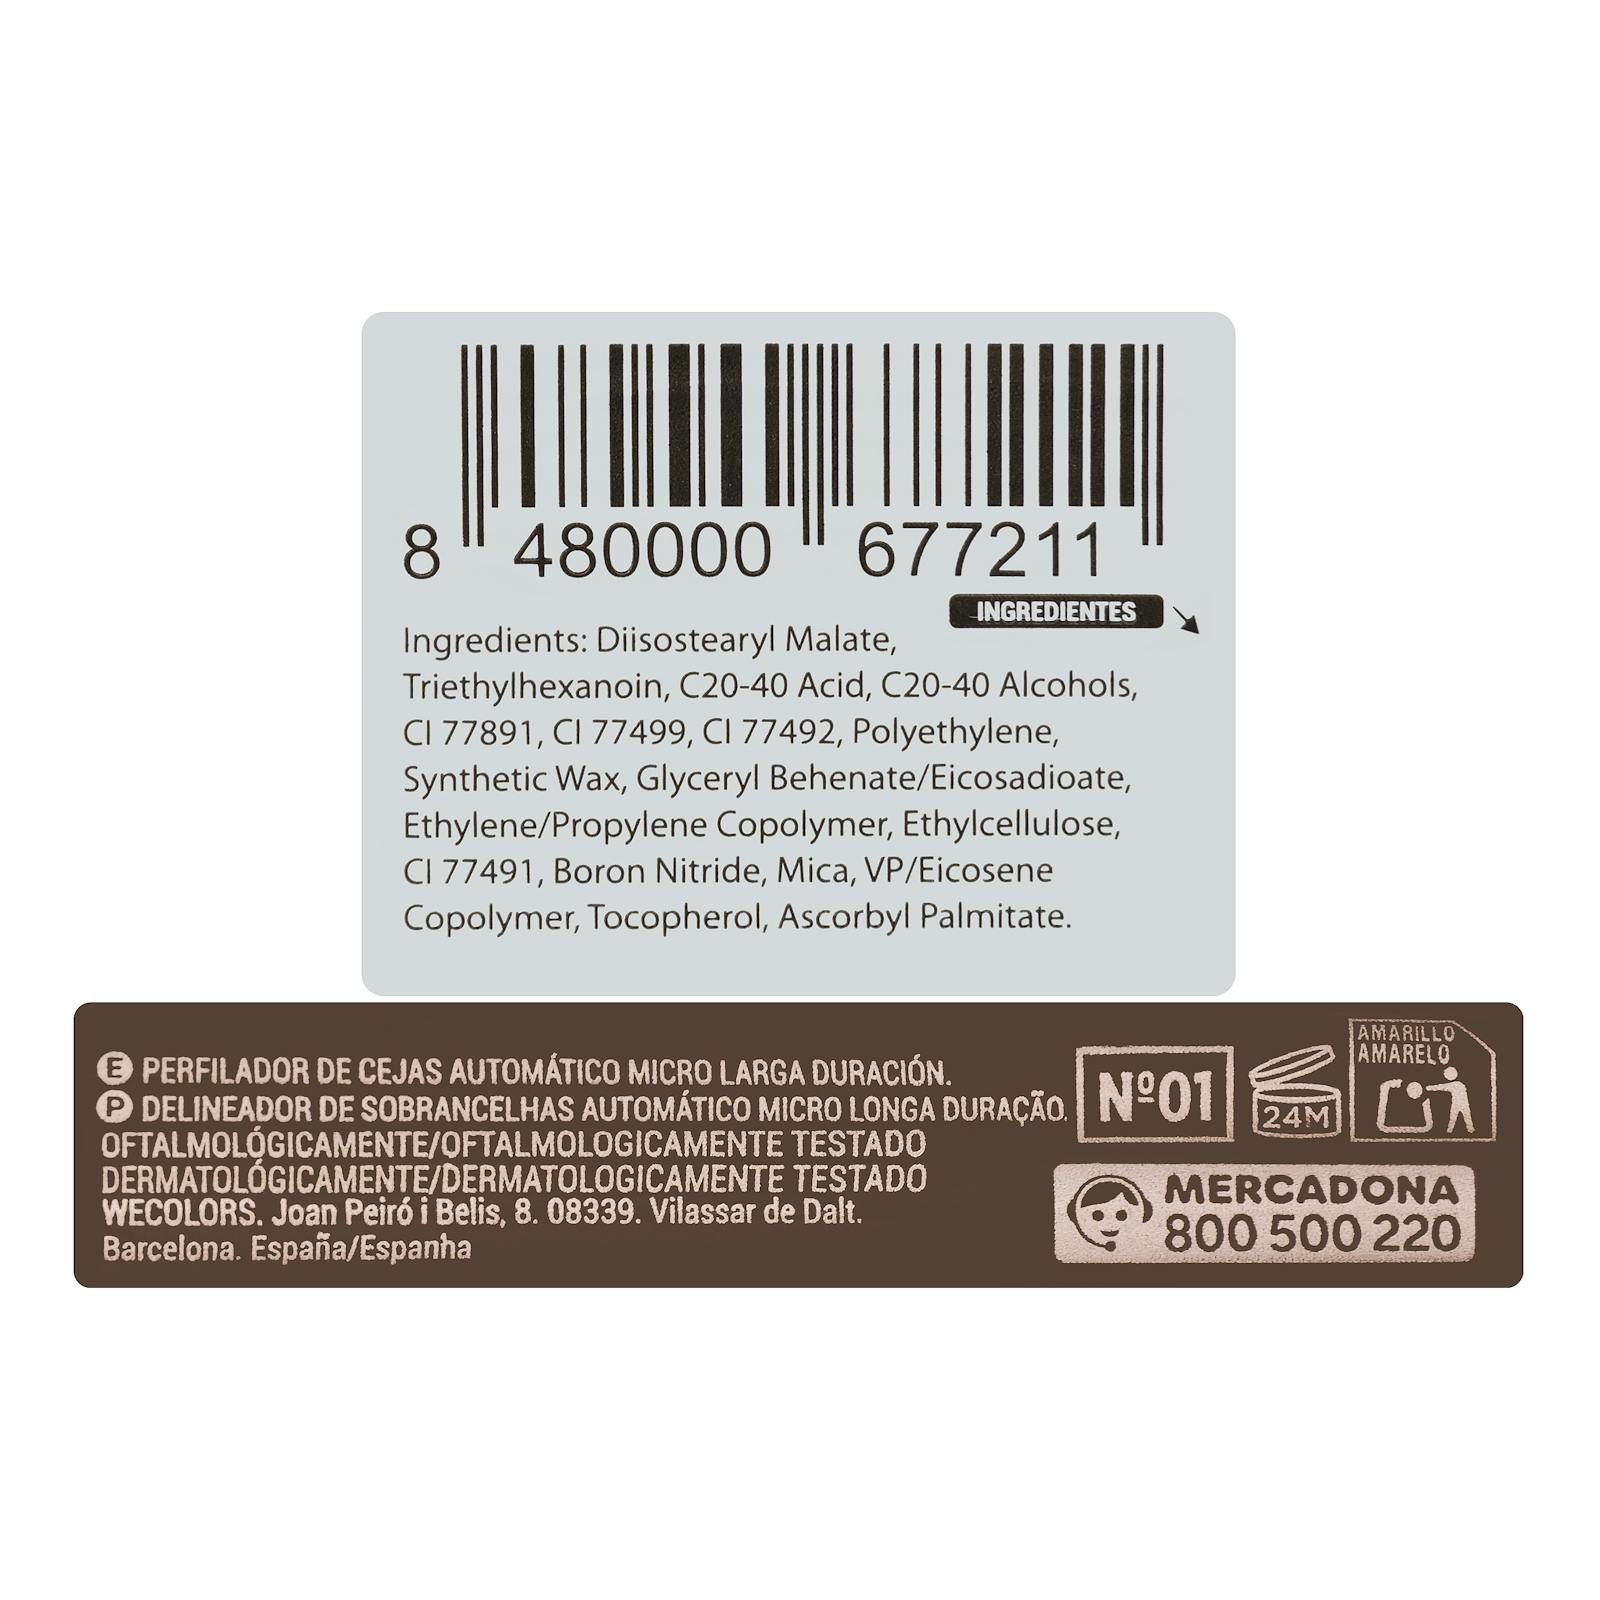 8 480000 677211
INGREDIENTES
Ingredients: Diisostearyl Malate,
Triethylhexanoin, C20-40 Acid, C20-40 Alcohols,
CI 77891, CI 77499, CI 77492, Polyethylene,
Synthetic Wax, Glyceryl Behenate/Eicosadioate,
Ethylene/Propylene Copolymer, Ethylcellulose,
CI 77491, Boron Nitride, Mica, VP/Eicosene
Copolymer, Tocopherol, Ascorbyl Palmitate.
E PERFILADOR DE CEJAS AUTOMÁTICO MICRO LARGA DURACIÓN.
P DELINEADOR DE SOBRANCELHAS AUTOMÁTICO MICRO LONGA DURAÇÃO.
OFTALMOLÓGICAMENTE/OFTALMOLOGICAMENTE TESTADO
DERMATOLÓGICAMENTE/DERMATOLOGICAMENTE TESTADO
WECOLORS. Joan Peiró i Belis, 8. 08339. Vilassar de Dalt.
Barcelona. España/Espanha
Nº01
24M
AMARILLO
AMARELO
MERCADONA
800 500 220